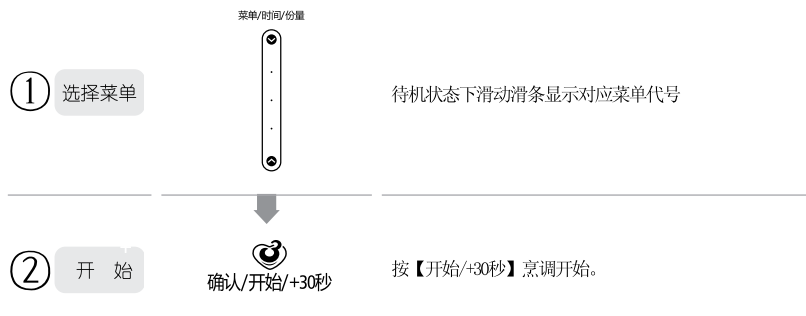 菜单/时间/份量
① 选择菜单
待机状态下滑动滑条显示对应菜单代号
② 开 始
确认/开始/+30秒
按【开始/+30秒】烹调开始。